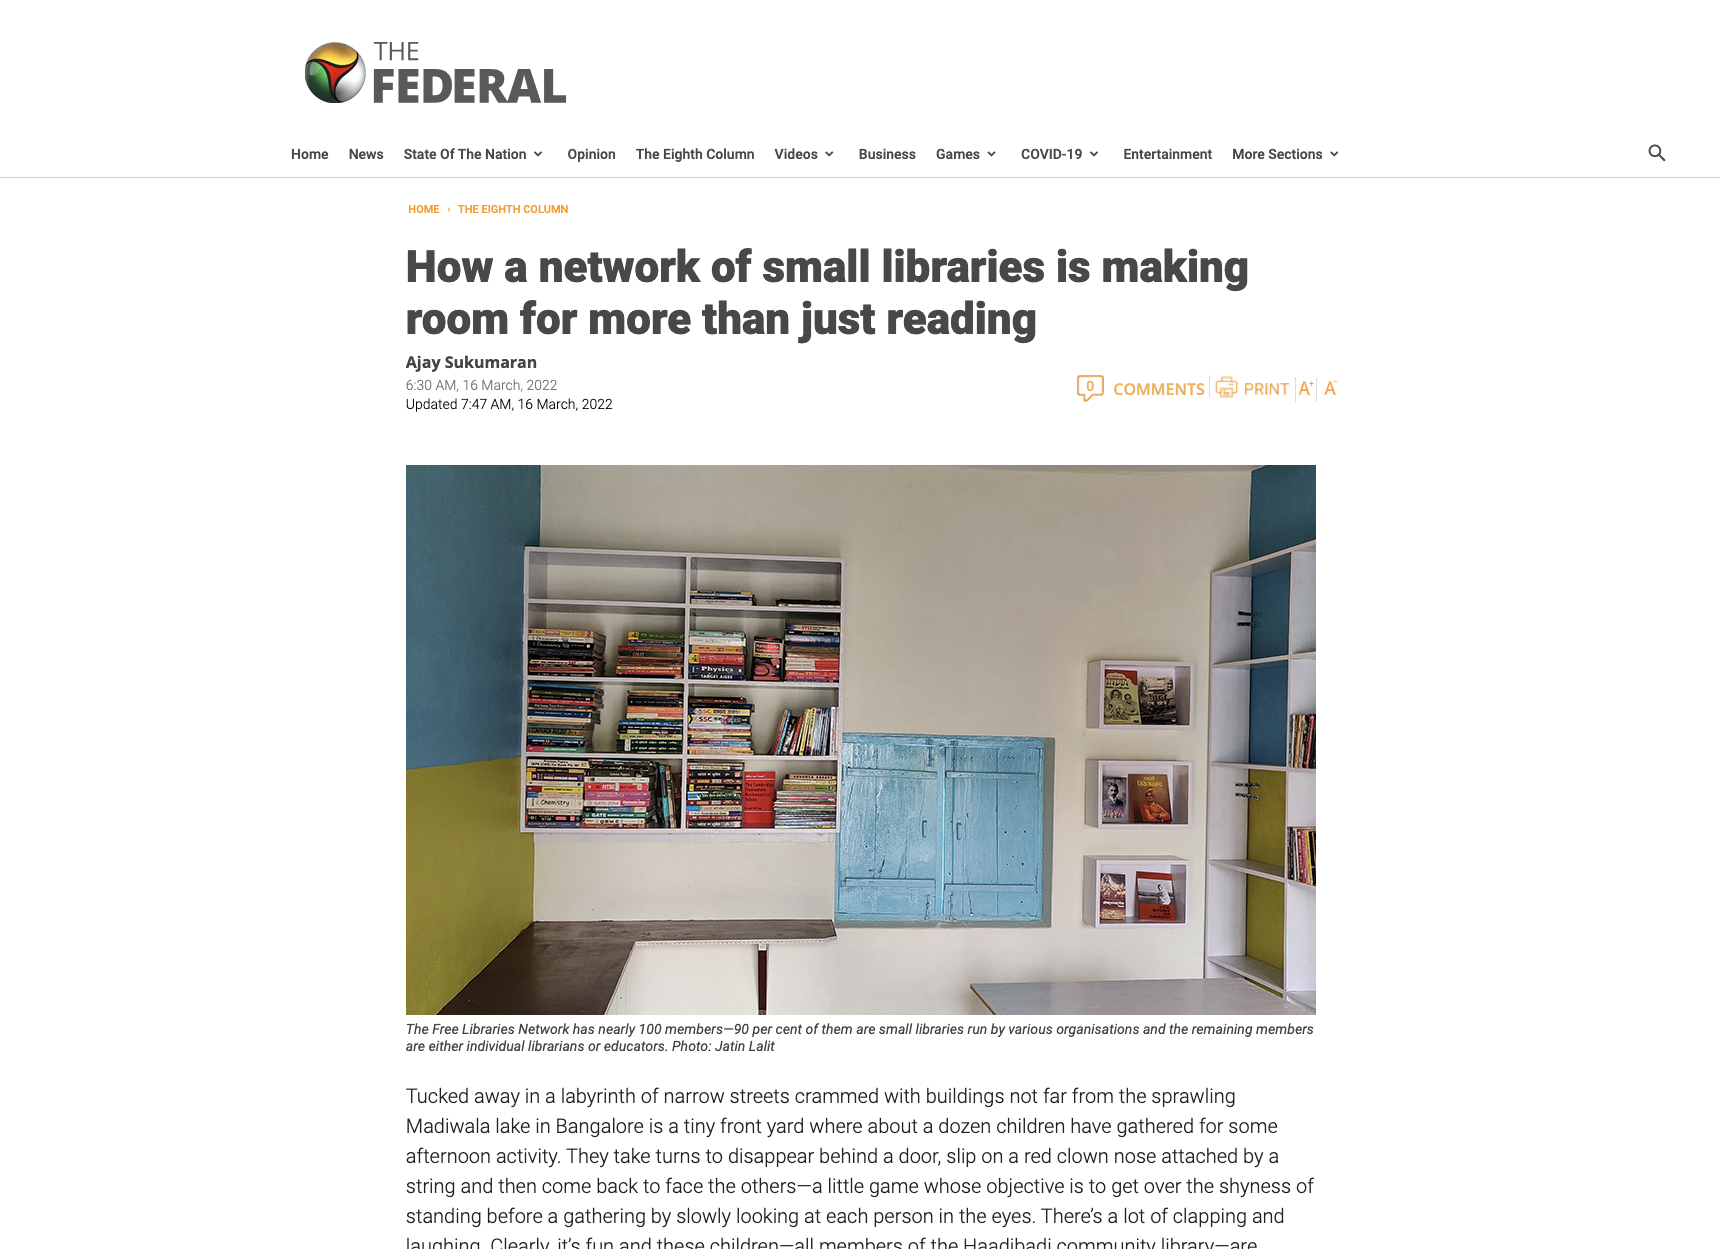 THE
FEDERAL
Home News State Of The Nation Opinion The Eighth Column Videos Business Games COVID-19 Entertainment More Sections
HOME › THE EIGHTH COLUMN
How a network of small libraries is making
room for more than just reading
Ajay Sukumaran
6:30 AM, 16 March, 2022
Updated 7:47 AM, 16 March, 2022
0 COMMENTS PRINT A+ A-
Physics
SSC
Chemistry
NTSE
GATE
INDIA
The Free Libraries Network has nearly 100 members—90 per cent of them are small libraries run by various organisations and the remaining members
are either individual librarians or educators. Photo: Jatin Lalit
Tucked away in a labyrinth of narrow streets crammed with buildings not far from the sprawling
Madiwala lake in Bangalore is a tiny front yard where about a dozen children have gathered for some
afternoon activity. They take turns to disappear behind a door, slip on a red clown nose attached by a
string and then come back to face the others—a little game whose objective is to get over the shyness of
standing before a gathering by slowly looking at each person in the eyes. There’s a lot of clapping and
laughing. Clearly, it’s fun and these children—all members of the Haadibadi community library—are